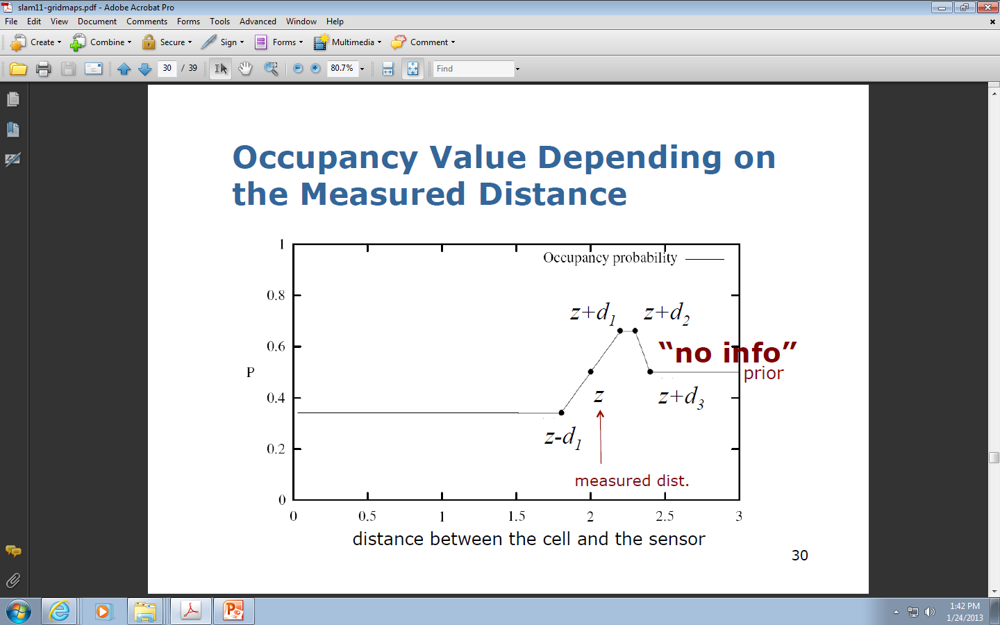 slam11-gridmaps.pdf - Adobe Acrobat Pro
File Edit View Document Comments Forms Tools Advanced Window Help
Create Combine Secure Sign Forms Multimedia Comment
30 / 39 80.7% Find
Occupancy Value Depending on
the Measured Distance
1
Occupancy probability
0.8
z+d1 z+d2
0.6
"no info"
P
prior
0.4
z
z+d3
z-d1
0.2
measured dist.
0
0 0.5 1 1.5 2 2.5 3
distance between the cell and the sensor
30
1:42 PM
1/24/2013